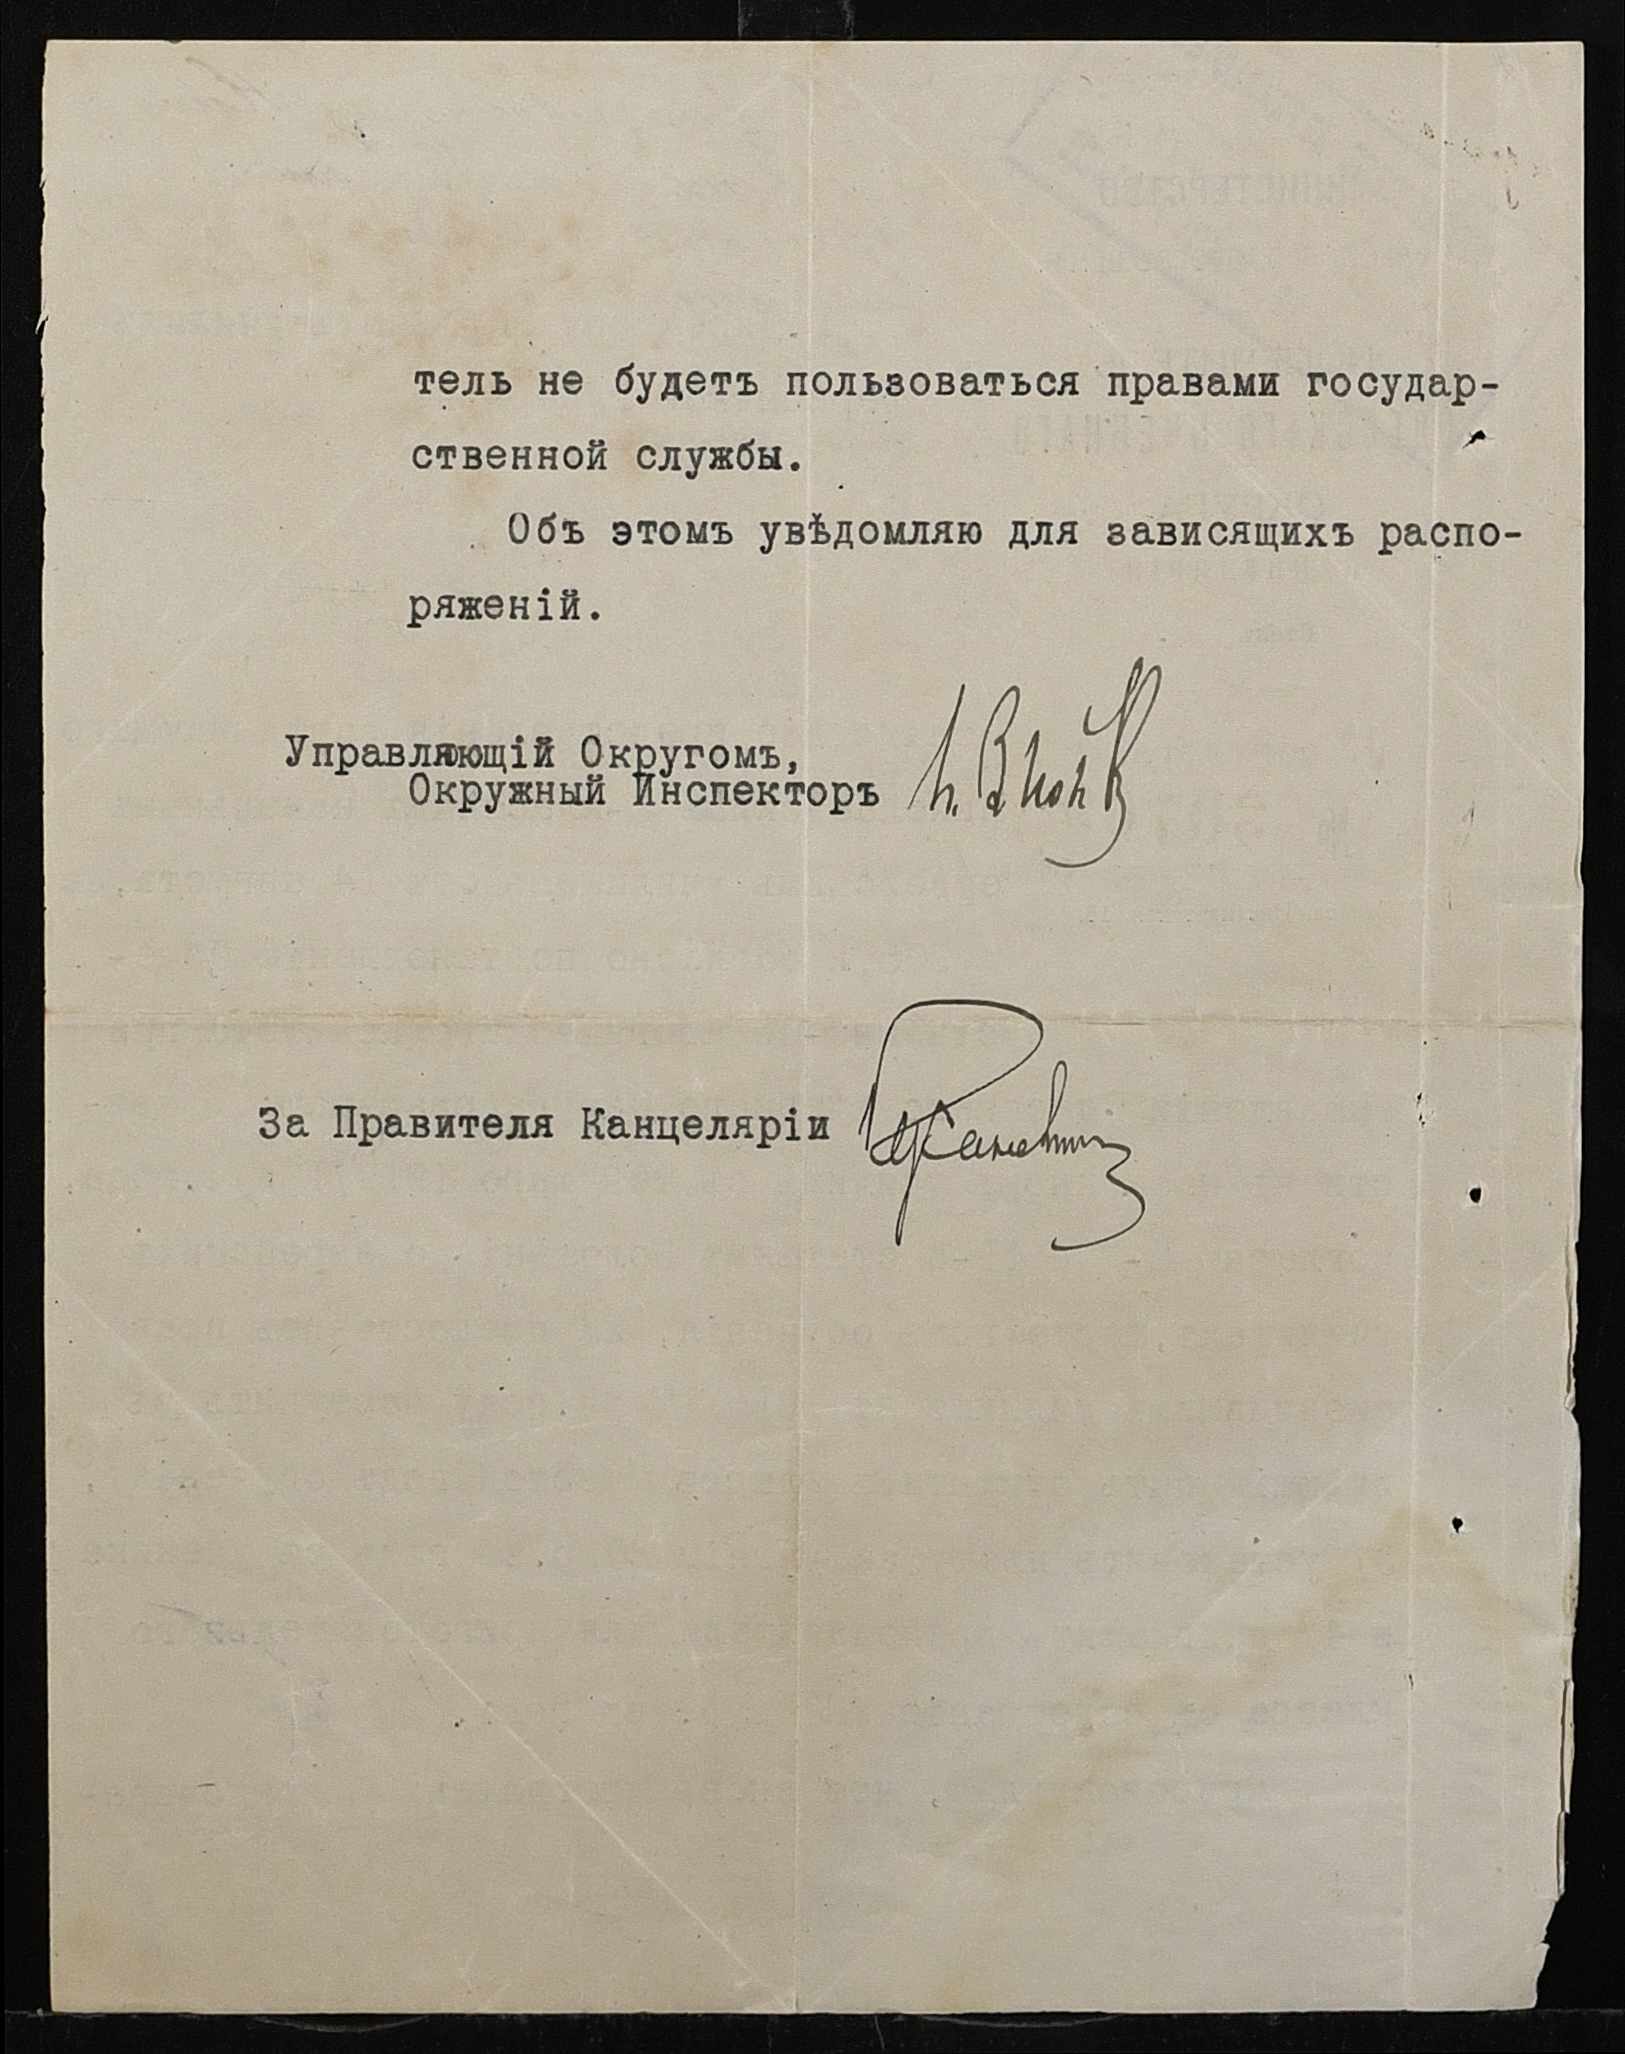 тель не будетъ пользоваться правами государ-
ственной службы.
Объ этомъ увѣдомляю для зависящихъ распо-
ряженій.
Управляющій Округомъ,
Окружный Инспекторъ
За Правителя Канцеляріи